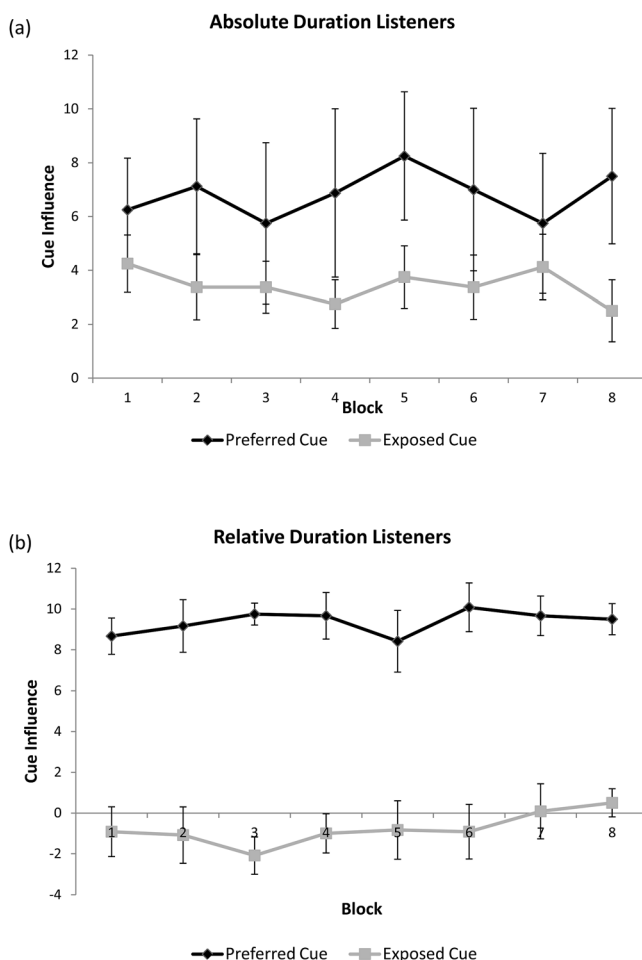 (a)
Absolute Duration Listeners
12
10
8
6
4
2
0
Cue Influence
1 2 3 4 5 6 7 8
Block
Preferred Cue Exposed Cue
(b)
Relative Duration Listeners
12
10
8
6
4
2
0
-2
-4
Cue Influence
1 2 3 4 5 6 7 8
Block
Preferred Cue Exposed Cue